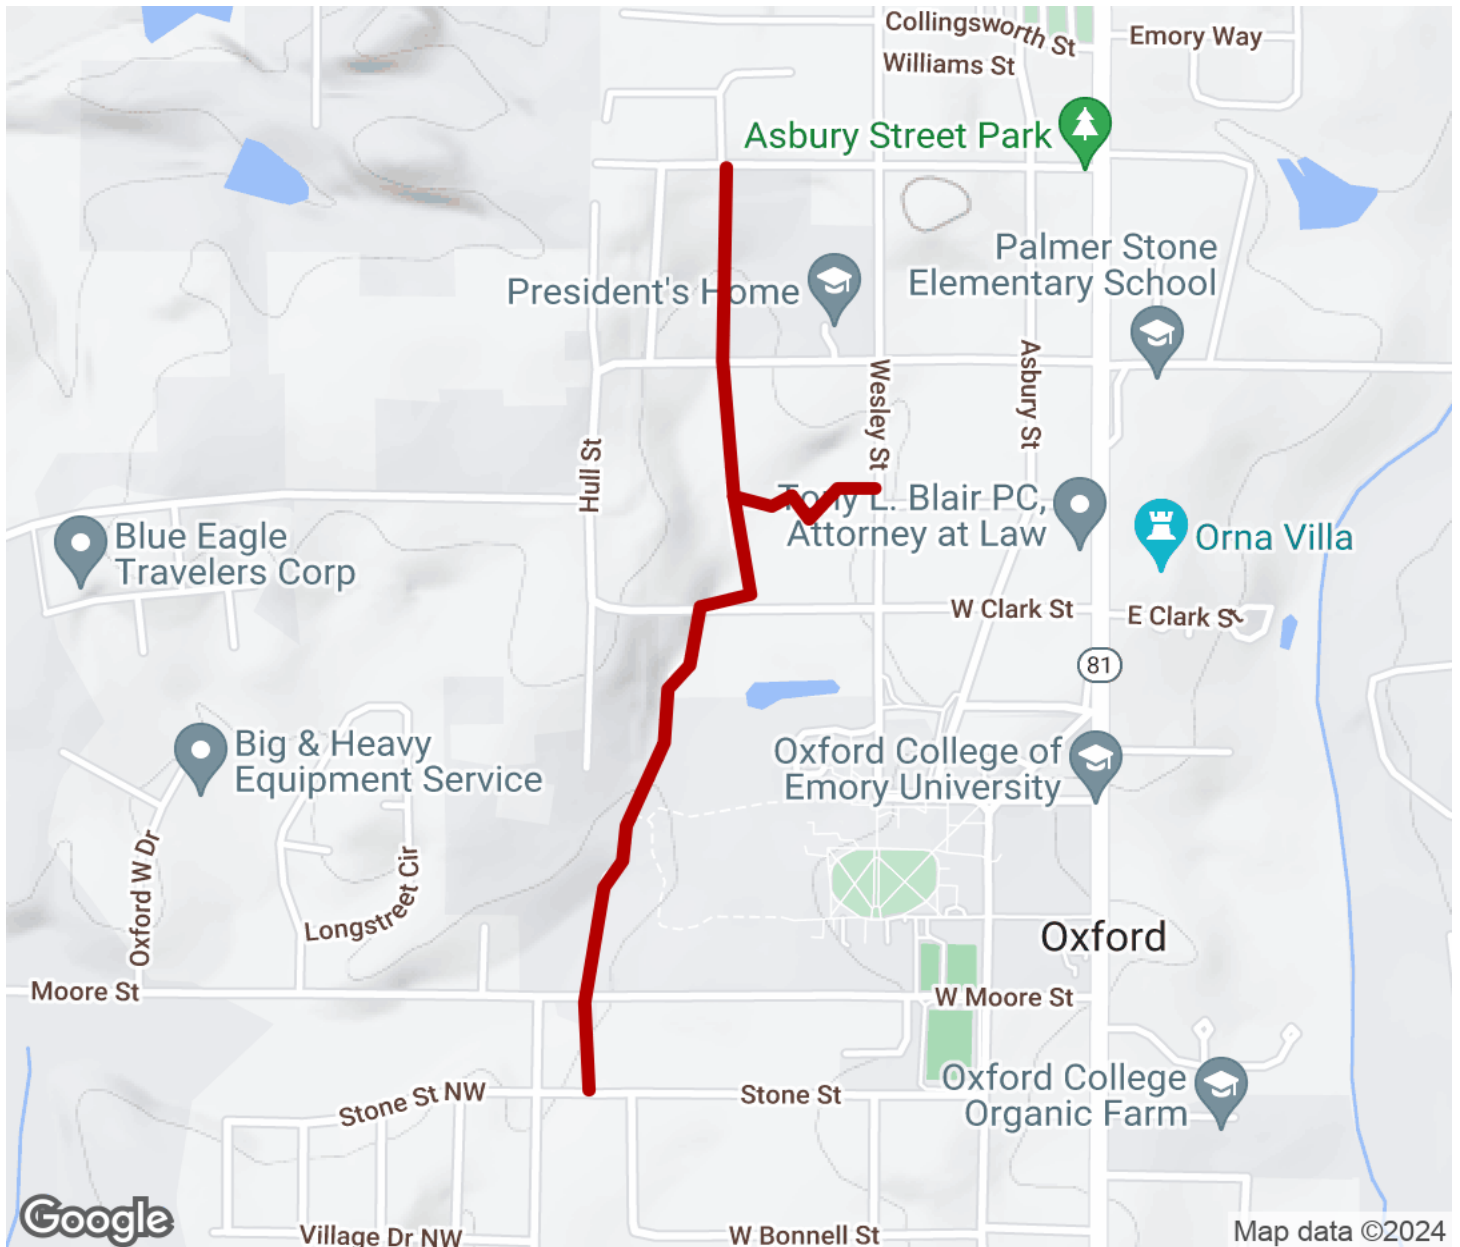 Collingsworth St
Emory Way
Williams St
Asbury Street Park
Palmer Stone
Elementary School
President's Home
Wesley St
Asbury St
Hull St
Tony L. Blair PC,
Attorney at Law
Orna Villa
Blue Eagle
Travelers Corp
W Clark St
E Clark St
81
Big & Heavy
Equipment Service
Oxford College of
Emory University
Oxford W Dr
Longstreet Cir
Oxford
Moore St
W Moore St
Oxford College
Organic Farm
Stone St NW
Stone St
Google
Village Dr NW
W Bonnell St
Map data ©2024